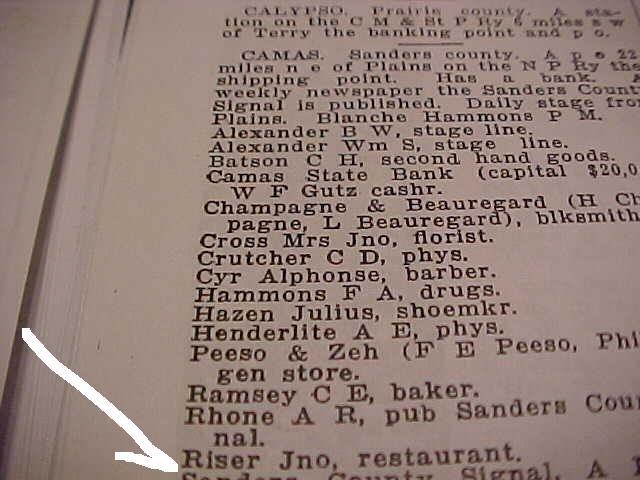 CALYPSO. Prairie county. A sta-
tion on the C M & St P Ry 6 miles s w
of Terry the banking point and p o.
CAMAS. Sanders county. A p o 22
miles n e of Plains on the N P Ry the
shipping point. Has a bank. A
weekly newspaper the Sanders County
Signal is published. Daily stage from
Plains. Blanche Hammons P M.
Alexander B W, stage line.
Alexander Wm S, stage line.
Batson C H, second hand goods.
Camas State Bank (capital $20,0
W F Gutz cashr.
Champagne & Beauregard (H Ch
pagne, L Beauregard), blksmith
Cross Mrs Jno, florist.
Crutcher C D, phys.
Cyr Alphonse, barber.
Hammons F A, drugs.
Hazen Julius, shoemkr.
Henderlite A E, phys.
Peeso & Zeh (F E Peeso, Phi
gen store.
Ramsey C E, baker.
Rhone A R, pub Sanders Cou
nal.
Riser Jno, restaurant.
Sanders County Signal, A